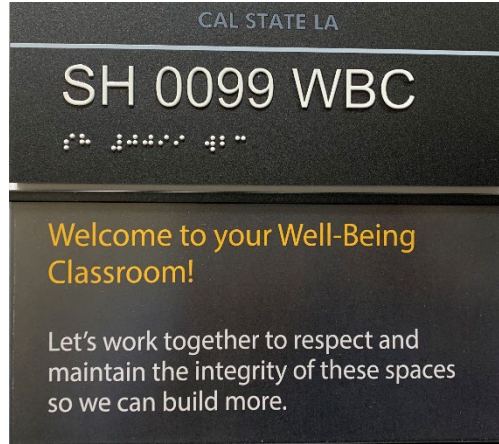 CAL STATE LA
SH 0099 WBC
Welcome to your Well-Being
Classroom!
Let's work together to respect and
maintain the integrity of these spaces
so we can build more.